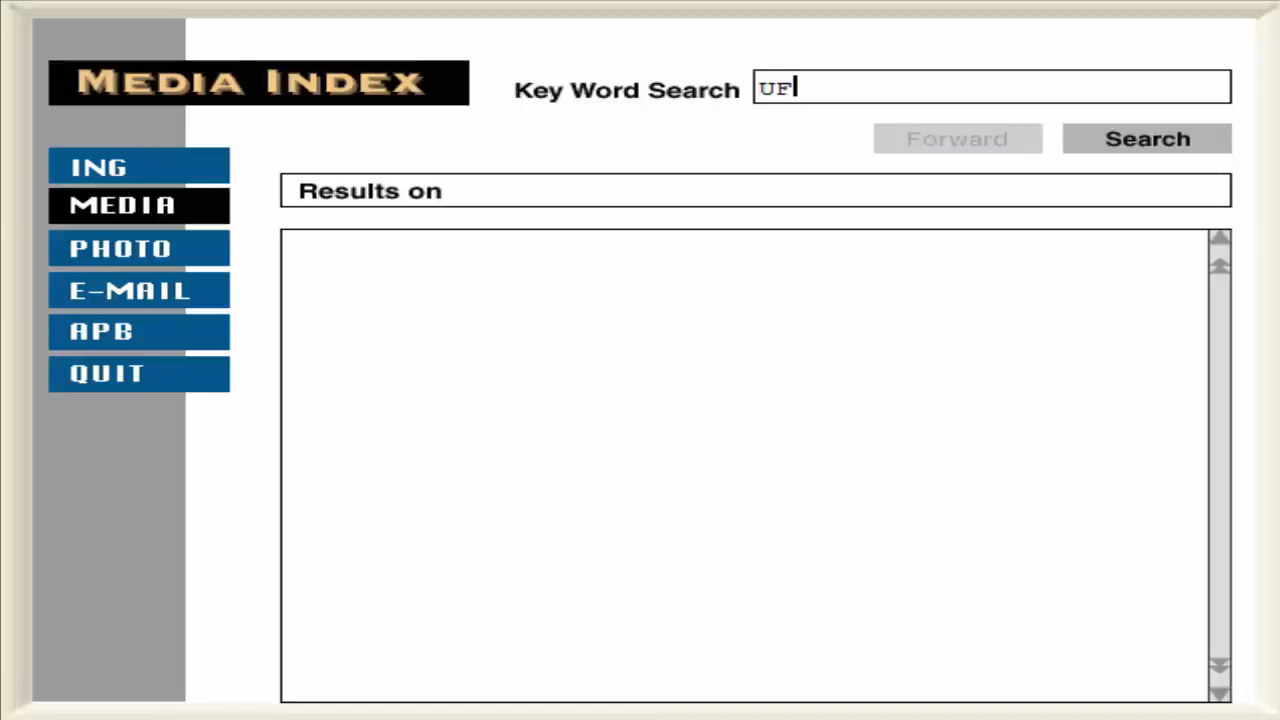 MEDIA INDEX
Key Word Search UF
Forward Search
ING
MEDIA
PHOTO
E-MAIL
APB
QUIT
Results on